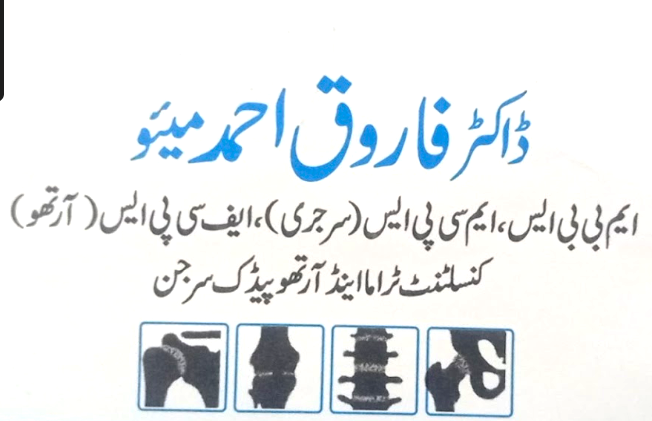 ڈاکٹر فاروق احمد میئو
ایم بی بی ایس، ایم سی پی ایس (سرجری)، ایف سی پی ایس (آرتھو)
کنسلٹنٹ ٹراما اینڈ آرتھوپیڈک سرجن